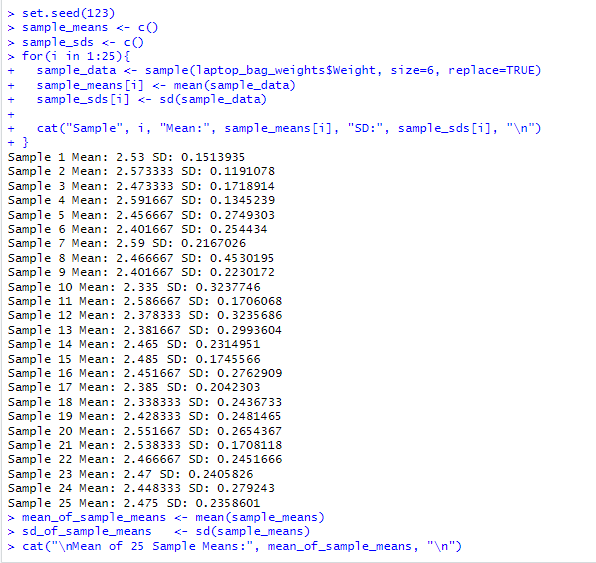 > set.seed(123)
> sample_means <- c()
> sample_sds <- c()
> for(i in 1:25){
+   sample_data <- sample(laptop_bag_weights$Weight, size=6, replace=TRUE)
+   sample_means[i] <- mean(sample_data)
+   sample_sds[i] <- sd(sample_data)
+
+   cat("Sample", i, "Mean:", sample_means[i], "SD:", sample_sds[i], "\n")
+ }
Sample 1 Mean: 2.53 SD: 0.1513935
Sample 2 Mean: 2.573333 SD: 0.1191078
Sample 3 Mean: 2.473333 SD: 0.1718914
Sample 4 Mean: 2.591667 SD: 0.1345239
Sample 5 Mean: 2.456667 SD: 0.2749303
Sample 6 Mean: 2.401667 SD: 0.254434
Sample 7 Mean: 2.59 SD: 0.2167026
Sample 8 Mean: 2.466667 SD: 0.4530195
Sample 9 Mean: 2.401667 SD: 0.2230172
Sample 10 Mean: 2.335 SD: 0.3237746
Sample 11 Mean: 2.586667 SD: 0.1706068
Sample 12 Mean: 2.378333 SD: 0.3235686
Sample 13 Mean: 2.381667 SD: 0.2993604
Sample 14 Mean: 2.465 SD: 0.2314951
Sample 15 Mean: 2.485 SD: 0.1745566
Sample 16 Mean: 2.451667 SD: 0.2762909
Sample 17 Mean: 2.385 SD: 0.2042303
Sample 18 Mean: 2.338333 SD: 0.2436733
Sample 19 Mean: 2.428333 SD: 0.2481465
Sample 20 Mean: 2.551667 SD: 0.2654367
Sample 21 Mean: 2.538333 SD: 0.1708118
Sample 22 Mean: 2.466667 SD: 0.2451666
Sample 23 Mean: 2.47 SD: 0.2405826
Sample 24 Mean: 2.448333 SD: 0.279243
Sample 25 Mean: 2.475 SD: 0.2358601
> mean_of_sample_means <- mean(sample_means)
> sd_of_sample_means   <- sd(sample_means)
> cat("\nMean of 25 Sample Means:", mean_of_sample_means, "\n")